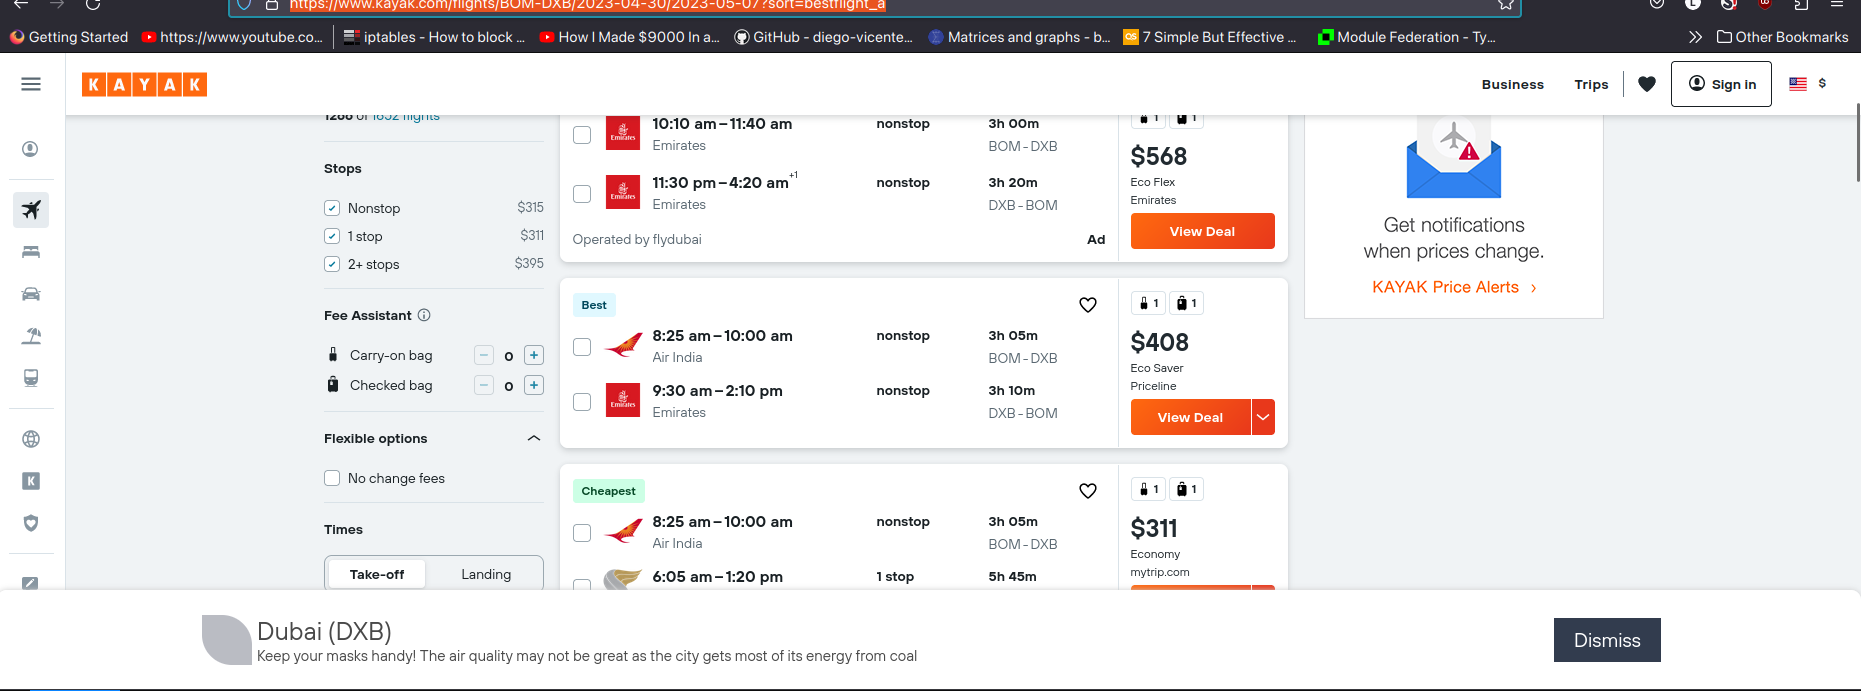 https://www.kayak.com/flights/BOM-DXB/2023-04-30/2023-05-07?sort=bestflight_a
Getting Started
https://www.youtube.co...
iptables - How to block ...
How I Made $9000 In a...
GitHub - diego-vicente...
Matrices and graphs - b...
7 Simple But Effective ...
Module Federation - Ty...
Other Bookmarks
KAYAK
Business
Trips
Sign in
$
1266 of 1652 flights
Stops
Nonstop $315
1 stop $311
2+ stops $395
Fee Assistant
Carry-on bag − 0 +
Checked bag − 0 +
Flexible options
No change fees
Times
Take-off Landing
10:10 am – 11:40 am nonstop 3h 00m
Emirates BOM - DXB
11:30 pm – 4:20 am+1 nonstop 3h 20m
Emirates DXB - BOM
Operated by flydubai Ad
1 1
$568
Eco Flex
Emirates
View Deal
Best
8:25 am – 10:00 am nonstop 3h 05m
Air India BOM - DXB
9:30 am – 2:10 pm nonstop 3h 10m
Emirates DXB - BOM
1 1
$408
Eco Saver
Priceline
View Deal
Cheapest
8:25 am – 10:00 am nonstop 3h 05m
Air India BOM - DXB
6:05 am – 1:20 pm 1 stop 5h 45m
1 1
$311
Economy
mytrip.com
Get notifications
when prices change.
KAYAK Price Alerts ›
Dubai (DXB)
Keep your masks handy! The air quality may not be great as the city gets most of its energy from coal
Dismiss